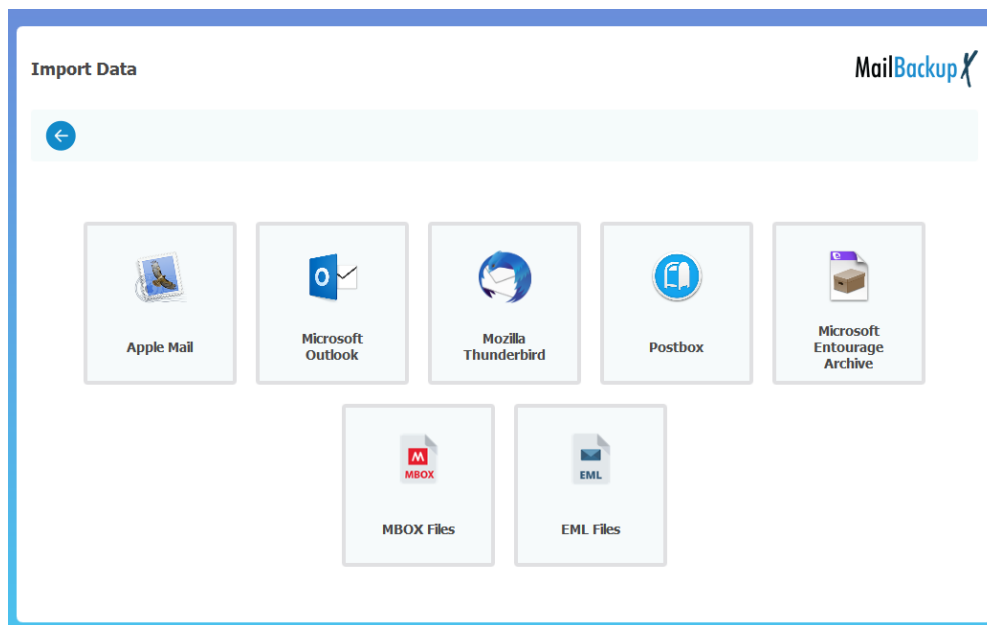 Import Data
MailBackup X
Apple Mail
Microsoft
Outlook
Mozilla
Thunderbird
Postbox
Microsoft
Entourage
Archive
MBOX
MBOX Files
EML
EML Files